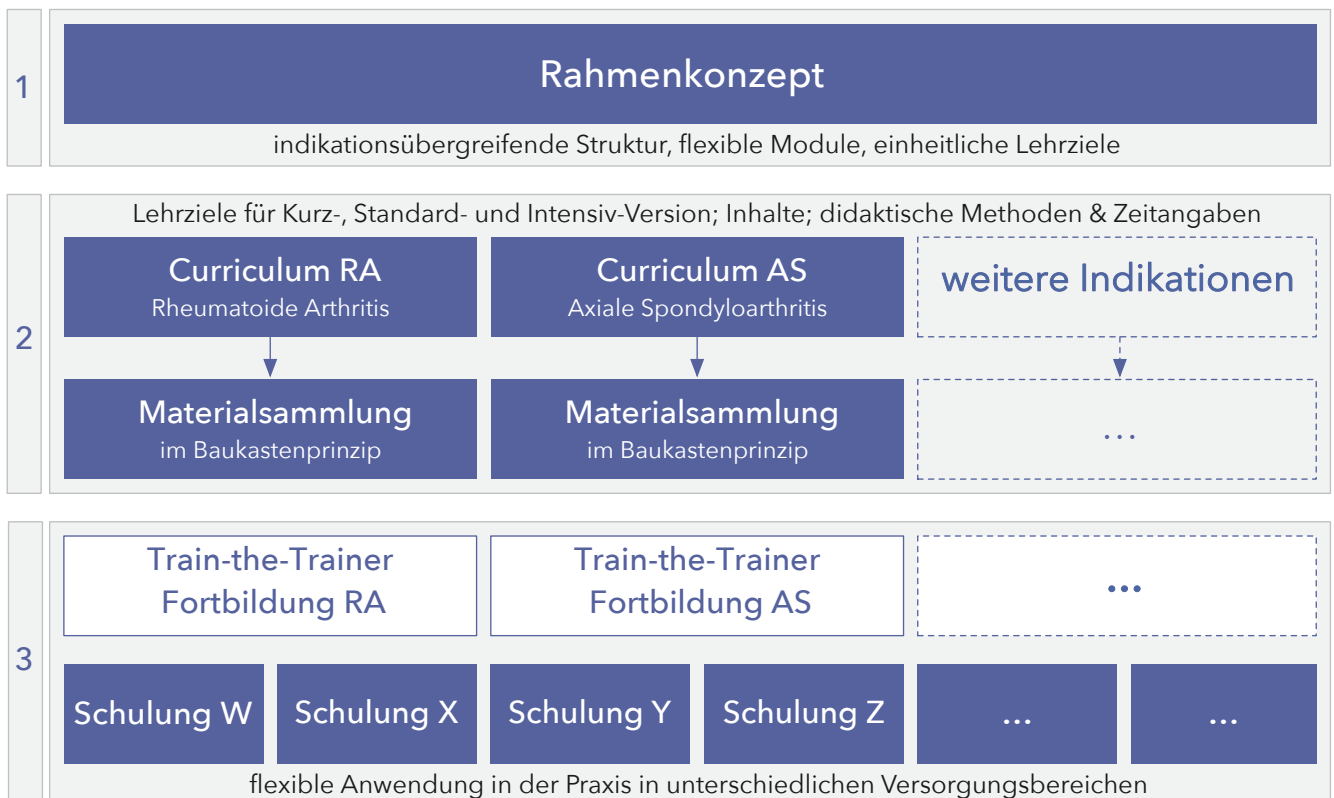 1
Rahmenkonzept
indikationsübergreifende Struktur, flexible Module, einheitliche Lehrziele
2
Lehrziele für Kurz-, Standard- und Intensiv-Version; Inhalte; didaktische Methoden & Zeitangaben
Curriculum RA
Rheumatoide Arthritis
Curriculum AS
Axiale Spondyloarthritis
weitere Indikationen
Materialsammlung
im Baukastenprinzip
Materialsammlung
im Baukastenprinzip
...
3
Train-the-Trainer
Fortbildung RA
Train-the-Trainer
Fortbildung AS
...
Schulung W
Schulung X
Schulung Y
Schulung Z
...
...
flexible Anwendung in der Praxis in unterschiedlichen Versorgungsbereichen